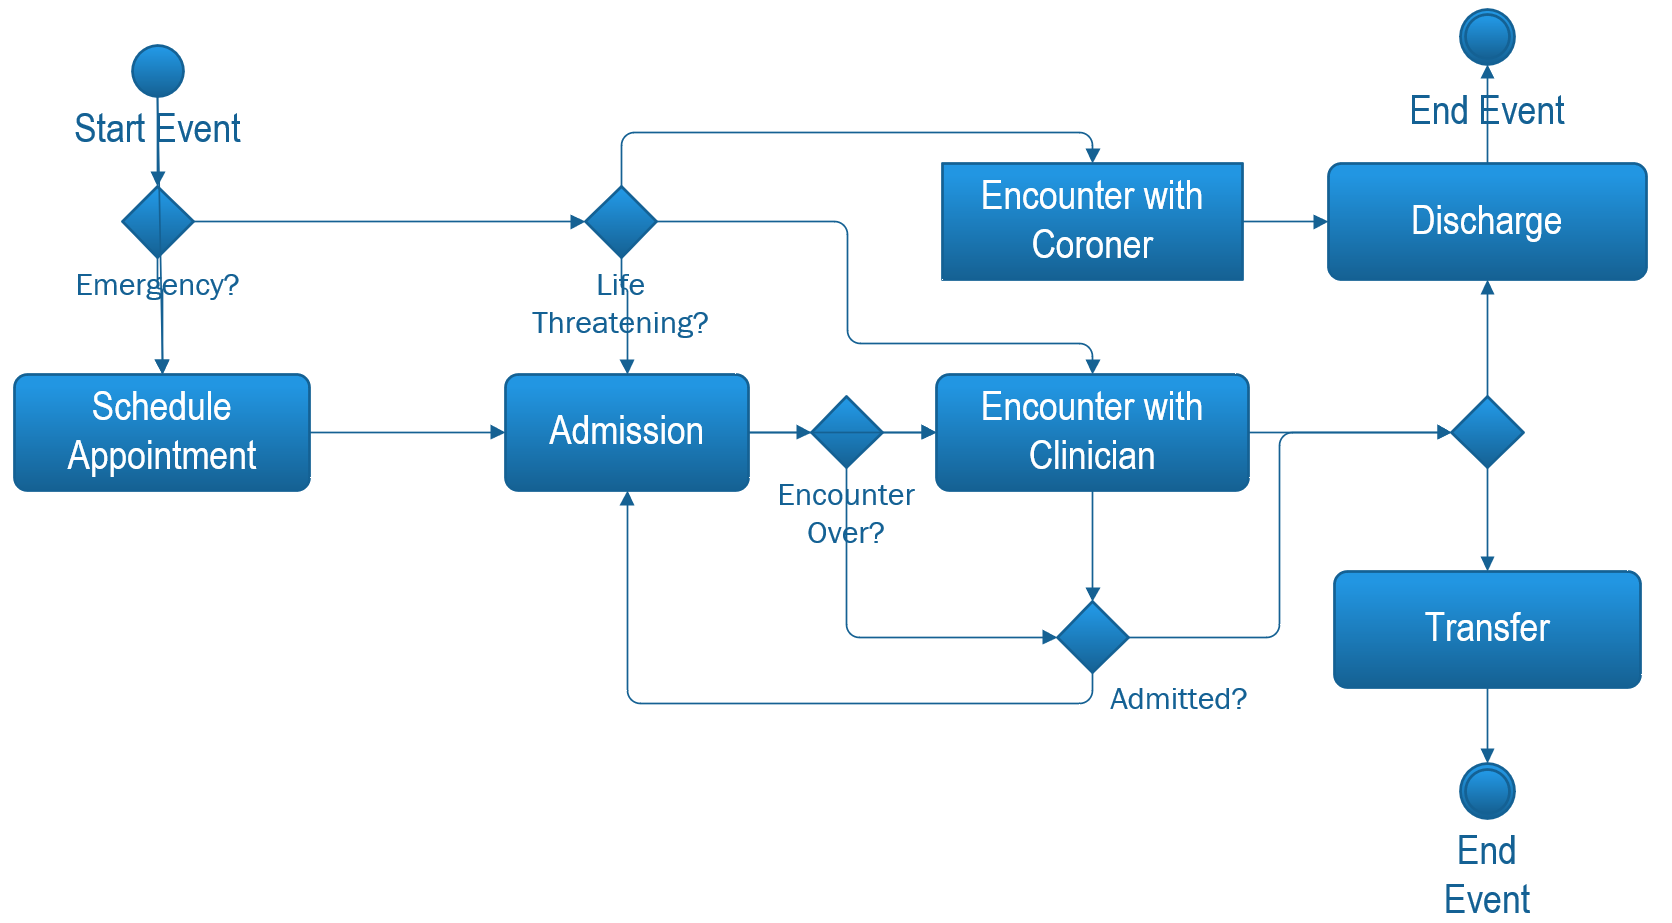 Start Event
End Event
Encounter with
Coroner
Discharge
Emergency?
Life
Threatening?
Schedule
Appointment
Admission
Encounter with
Clinician
Encounter
Over?
Transfer
Admitted?
End
Event